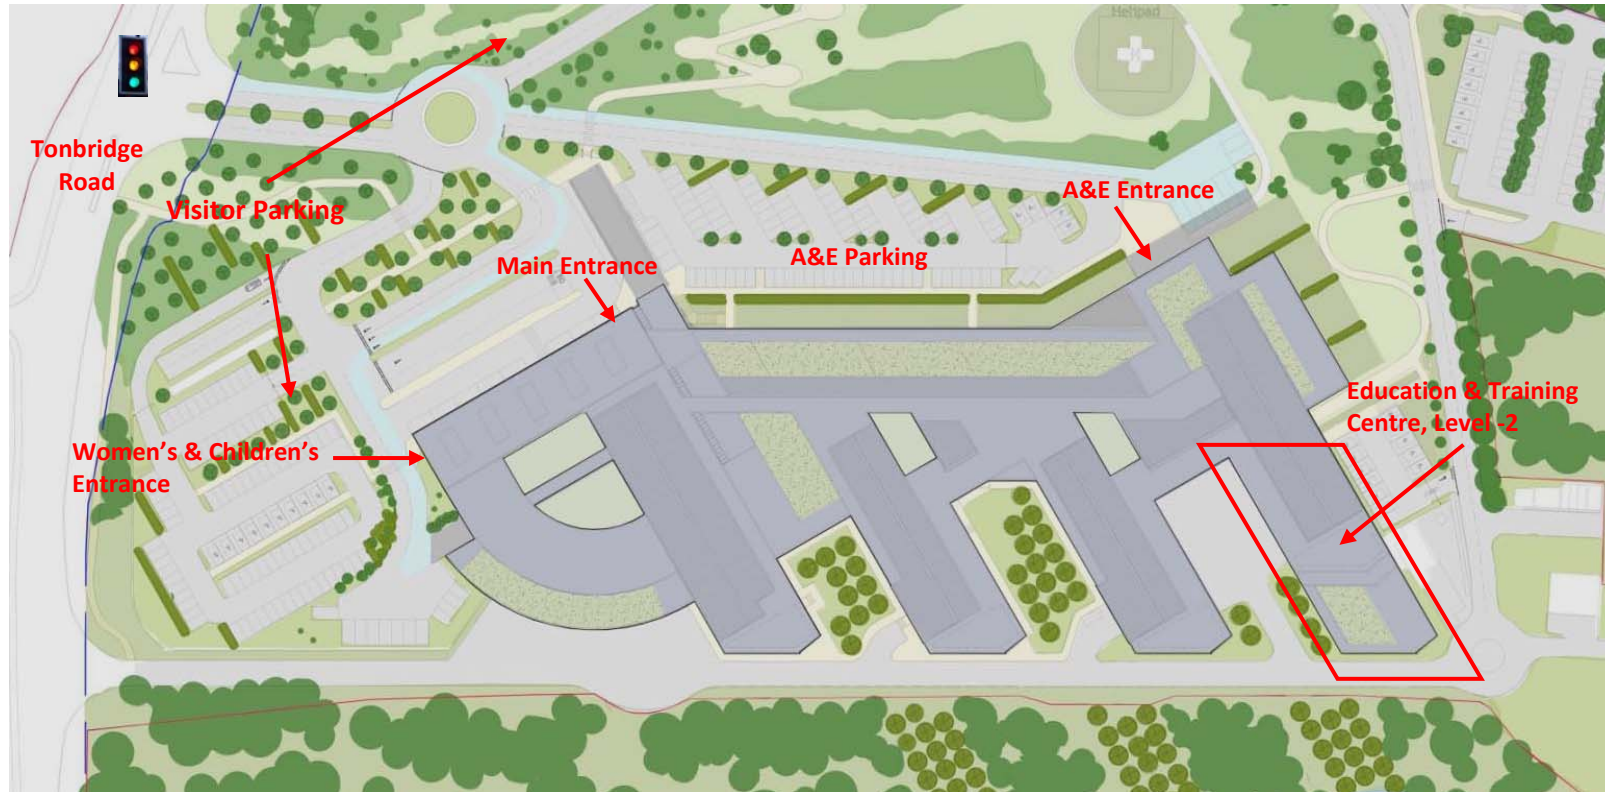 Helipad
Tonbridge
Road
Visitor Parking
A&E Entrance
Main Entrance
A&E Parking
Education & Training
Centre, Level -2
Women's & Children's
Entrance